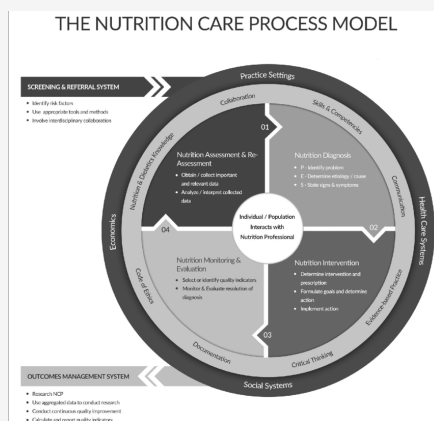 THE NUTRITION CARE PROCESS MODEL
SCREENING & REFERRAL SYSTEM
• Identify risk factors
• Use appropriate tools and methods
• Involve interdisciplinary collaboration
Practice Settings
Collaboration
Skills & Competencies
Nutrition & Dietetics Knowledge
Communication
Economics
Health Care Systems
01
Nutrition Assessment & Re-
Assessment
• Obtain / collect important
and relevant data
• Analyze / interpret collected
data
Nutrition Diagnosis
• P - Identify problem
• E - Determine etiology / cause
• S - State signs & symptoms
Individual / Population
Interacts with
Nutrition Professional
02
04
Nutrition Monitoring &
Evaluation
• Select or identify quality indicators
• Monitor & Evaluate resolution of
diagnosis
Nutrition Intervention
• Determine intervention and
prescription
• Formulate goals and determine
action
• Implement action
03
Code of Ethics
Evidence-based Practice
Documentation
Critical Thinking
Social Systems
OUTCOMES MANAGEMENT SYSTEM
• Research NCP
• Use aggregated data to conduct research
• Conduct continuous quality improvement
• Calculate and report quality indicators